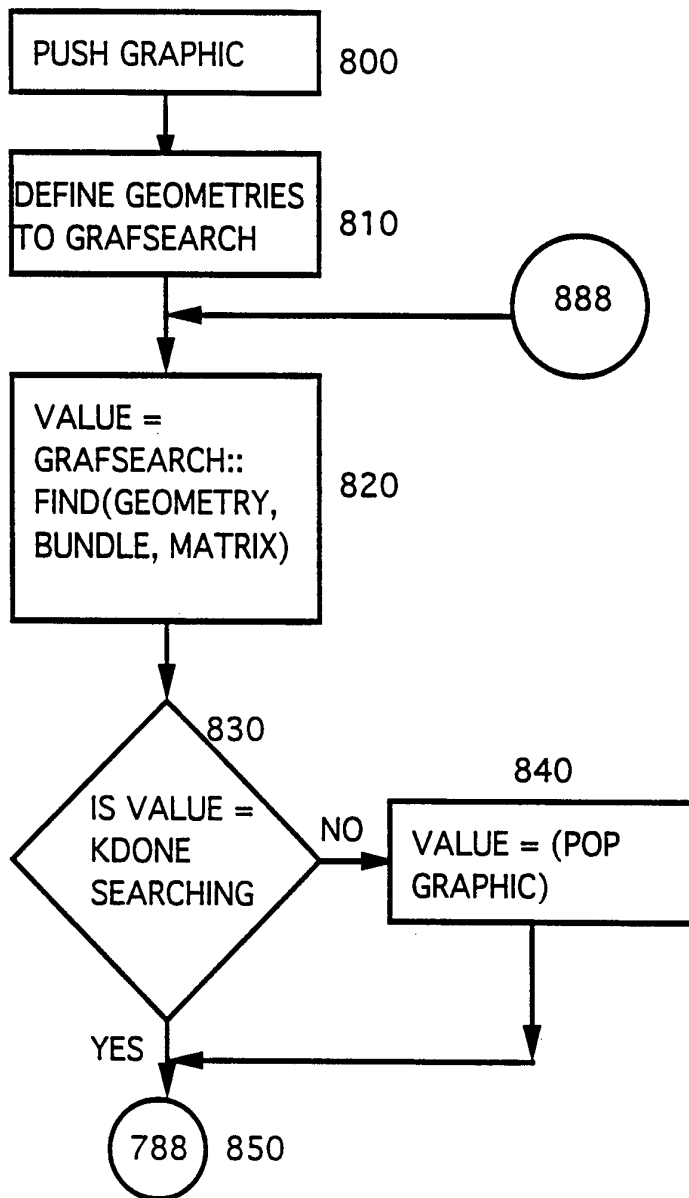 PUSH GRAPHIC
800
DEFINE GEOMETRIES
TO GRAFSEARCH
810
888
VALUE =
GRAFSEARCH::
FIND(GEOMETRY,
BUNDLE, MATRIX)
820
830
IS VALUE =
KDONE
SEARCHING
NO
840
VALUE = (POP
GRAPHIC)
YES
788
850